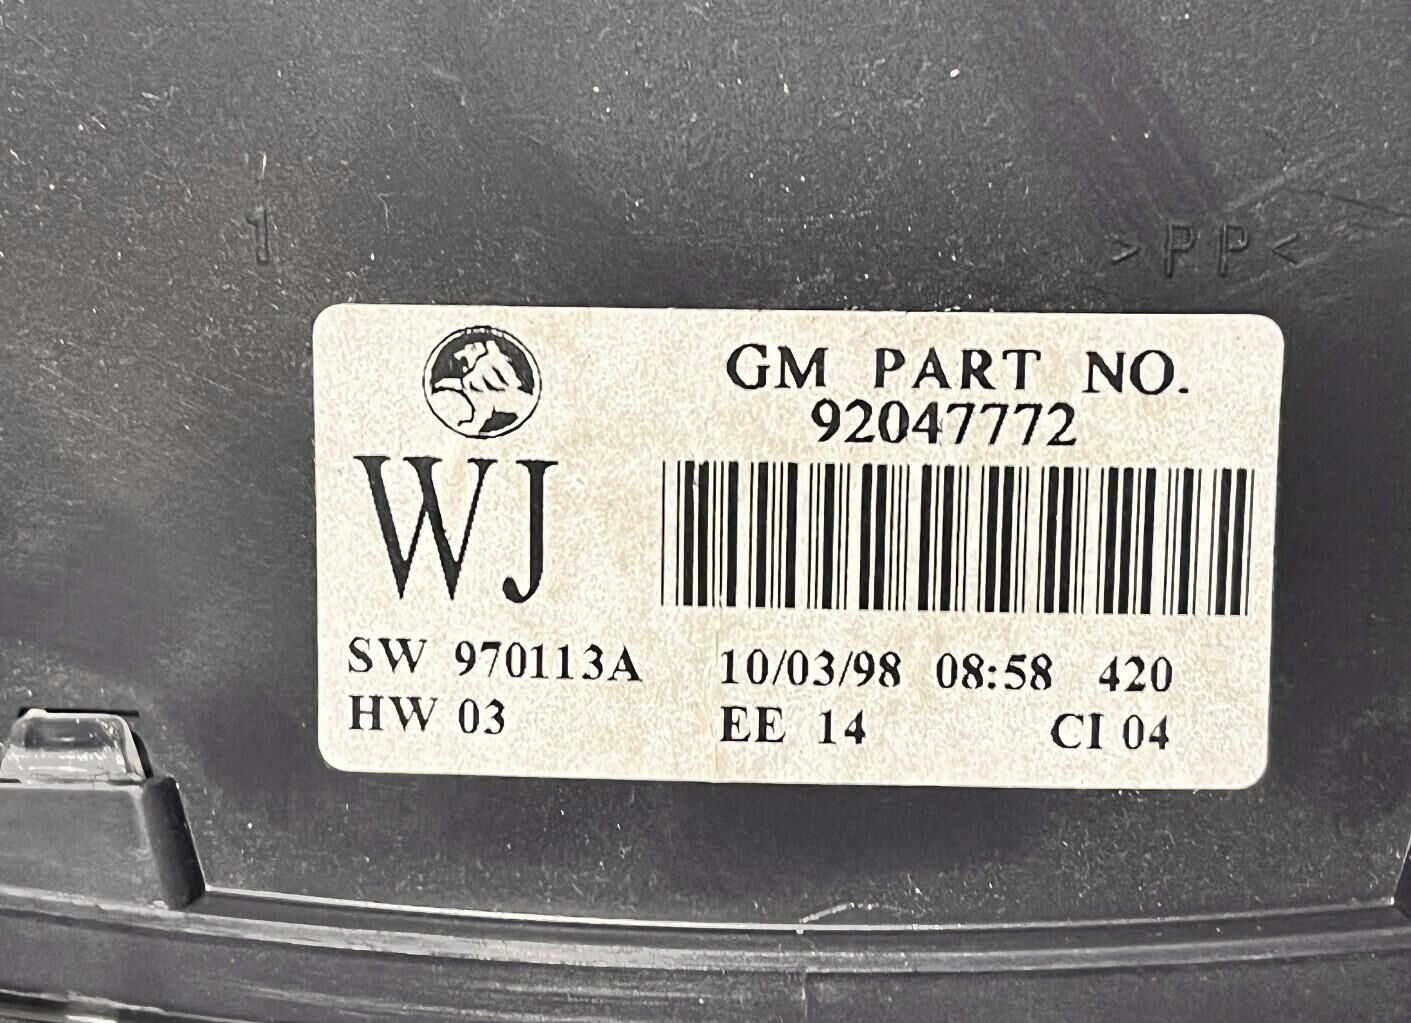 1
>PP<
GM PART NO.
92047772
WJ
SW 970113A 10/03/98 08:58 420
HW 03 EE 14 CI 04